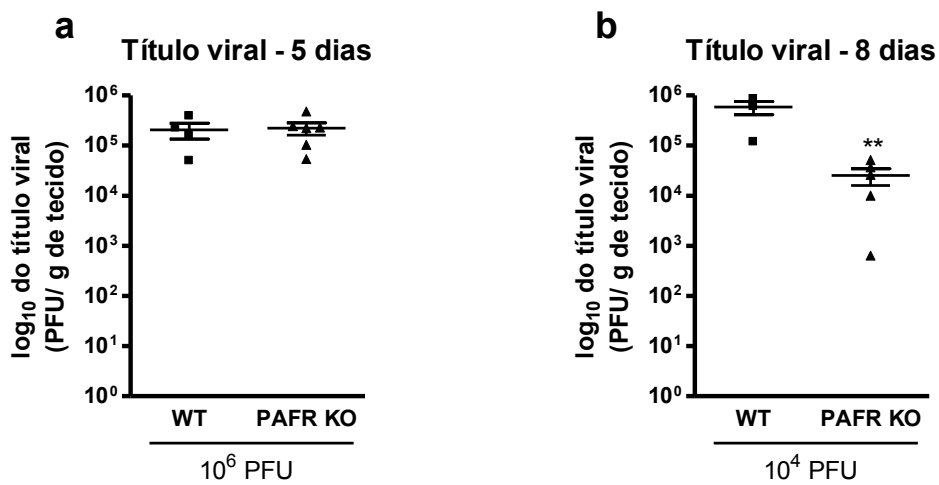 a
Título viral - 5 dias
log₁₀ do título viral
(PFU/ g de tecido)
10⁶
10⁵
10⁴
10³
10²
10¹
10⁰
WT PAFR KO
10⁶ PFU
b
Título viral - 8 dias
log₁₀ do título viral
(PFU/ g de tecido)
10⁶
10⁵
10⁴
10³
10²
10¹
10⁰
**
WT PAFR KO
10⁴ PFU